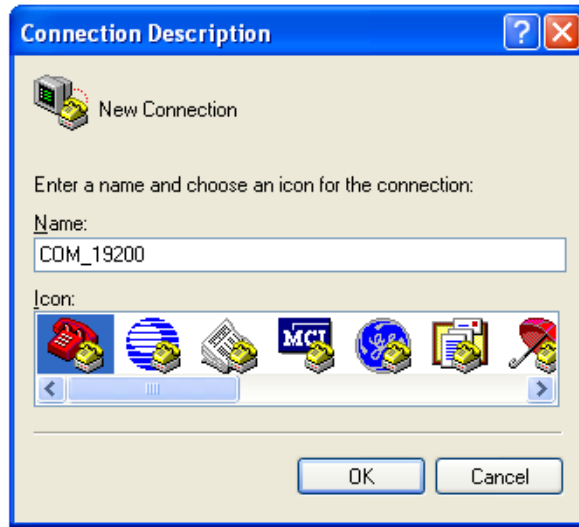 Connection Description
New Connection
Enter a name and choose an icon for the connection:
Name:
COM_19200
Icon:
MCI
OK
Cancel